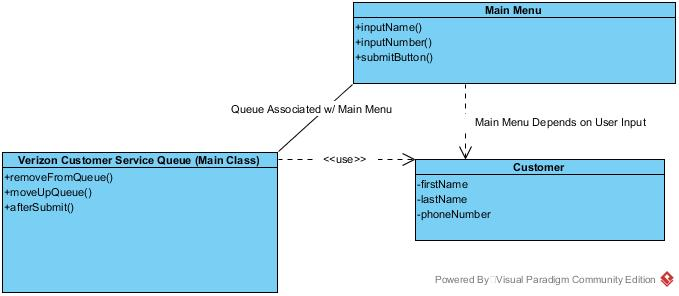 Main Menu
+inputName()
+inputNumber()
+submitButton()
Queue Associated w/ Main Menu
Main Menu Depends on User Input
Verizon Customer Service Queue (Main Class)
+removeFromQueue()
+moveUpQueue()
+afterSubmit()
<<use>>
Customer
-firstName
-lastName
-phoneNumber
Powered By Visual Paradigm Community Edition